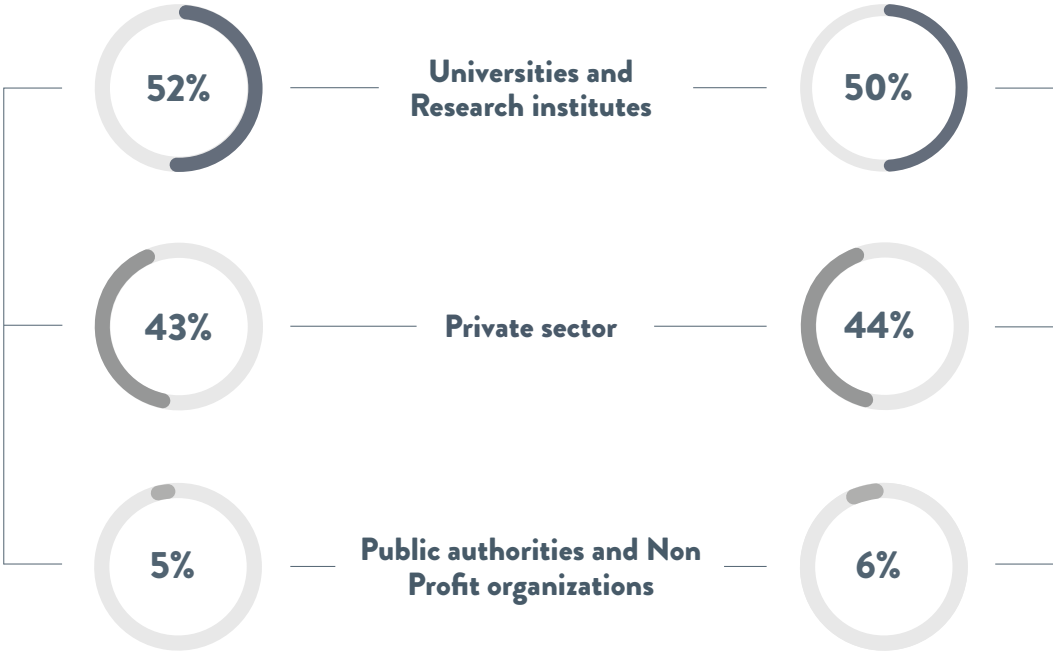 52%
Universities and
Research institutes
50%
43%
Private sector
44%
5%
Public authorities and Non
Profit organizations
6%